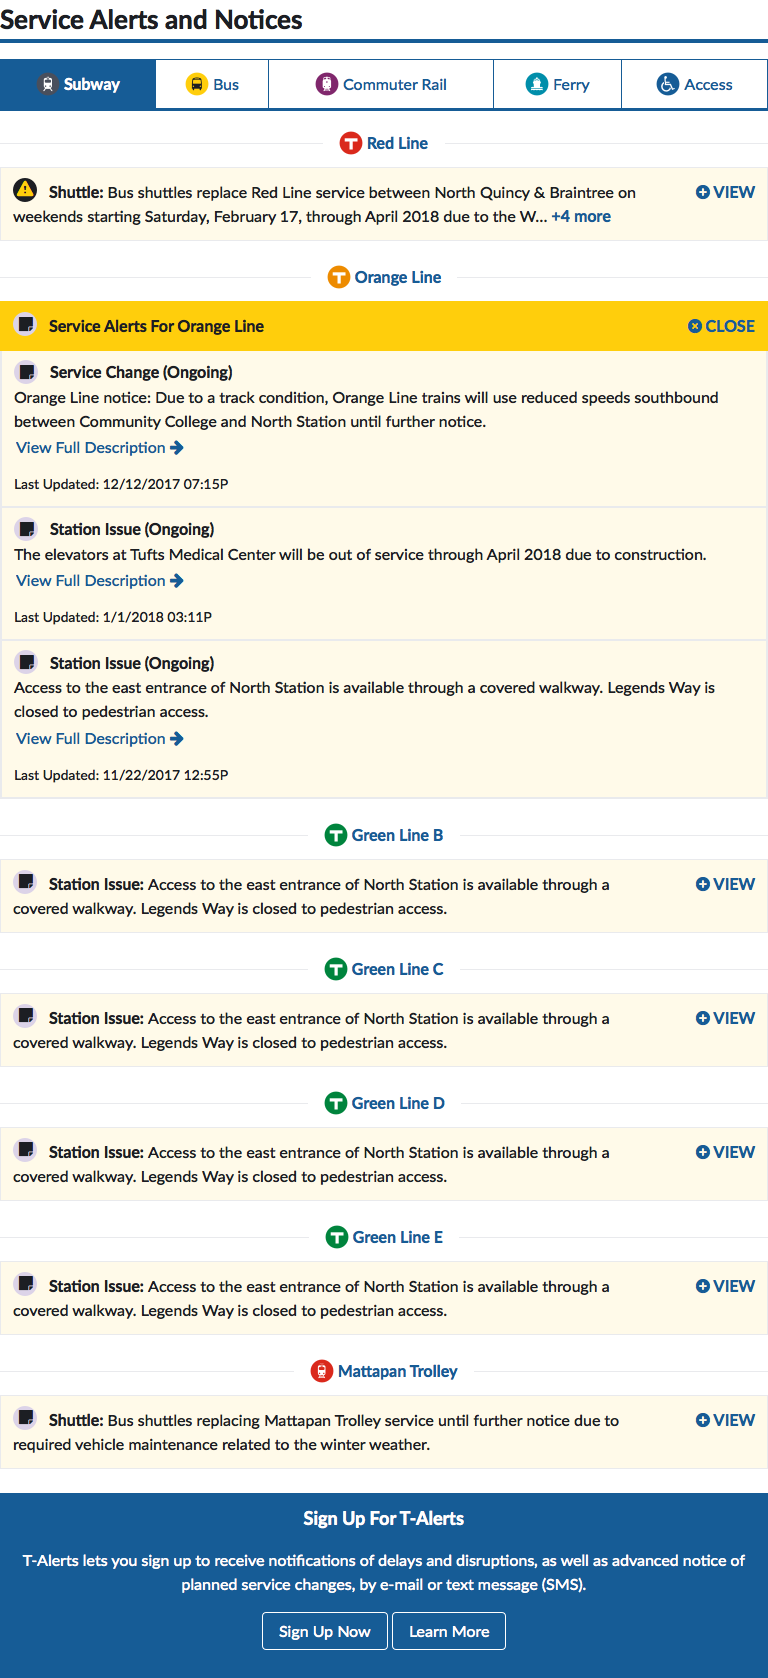 Service Alerts and Notices
Subway Bus Commuter Rail Ferry Access
T Red Line
Shuttle: Bus shuttles replace Red Line service between North Quincy & Braintree on VIEW
weekends starting Saturday, February 17, through April 2018 due to the W... +4 more
T Orange Line
Service Alerts For Orange Line CLOSE
Service Change (Ongoing)
Orange Line notice: Due to a track condition, Orange Line trains will use reduced speeds southbound
between Community College and North Station until further notice.
View Full Description
Last Updated: 12/12/2017 07:15P
Station Issue (Ongoing)
The elevators at Tufts Medical Center will be out of service through April 2018 due to construction.
View Full Description
Last Updated: 1/1/2018 03:11P
Station Issue (Ongoing)
Access to the east entrance of North Station is available through a covered walkway. Legends Way is
closed to pedestrian access.
View Full Description
Last Updated: 11/22/2017 12:55P
T Green Line B
Station Issue: Access to the east entrance of North Station is available through a VIEW
covered walkway. Legends Way is closed to pedestrian access.
T Green Line C
Station Issue: Access to the east entrance of North Station is available through a VIEW
covered walkway. Legends Way is closed to pedestrian access.
T Green Line D
Station Issue: Access to the east entrance of North Station is available through a VIEW
covered walkway. Legends Way is closed to pedestrian access.
T Green Line E
Station Issue: Access to the east entrance of North Station is available through a VIEW
covered walkway. Legends Way is closed to pedestrian access.
Mattapan Trolley
Shuttle: Bus shuttles replacing Mattapan Trolley service until further notice due to VIEW
required vehicle maintenance related to the winter weather.
Sign Up For T-Alerts
T-Alerts lets you sign up to receive notifications of delays and disruptions, as well as advanced notice of
planned service changes, by e-mail or text message (SMS).
Sign Up Now Learn More